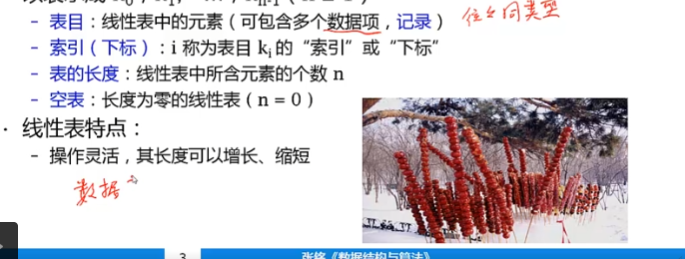 - 表目：线性表中的元素（可包含多个数据项，记录） 往往同类型
- 索引（下标）：i 称为表目 kᵢ 的“索引”或“下标”
- 表的长度：线性表中所含元素的个数 n
- 空表：长度为零的线性表（n = 0）
· 线性表特点：
- 操作灵活，其长度可以增长、缩短
数据
3 张铭《数据结构与算法》